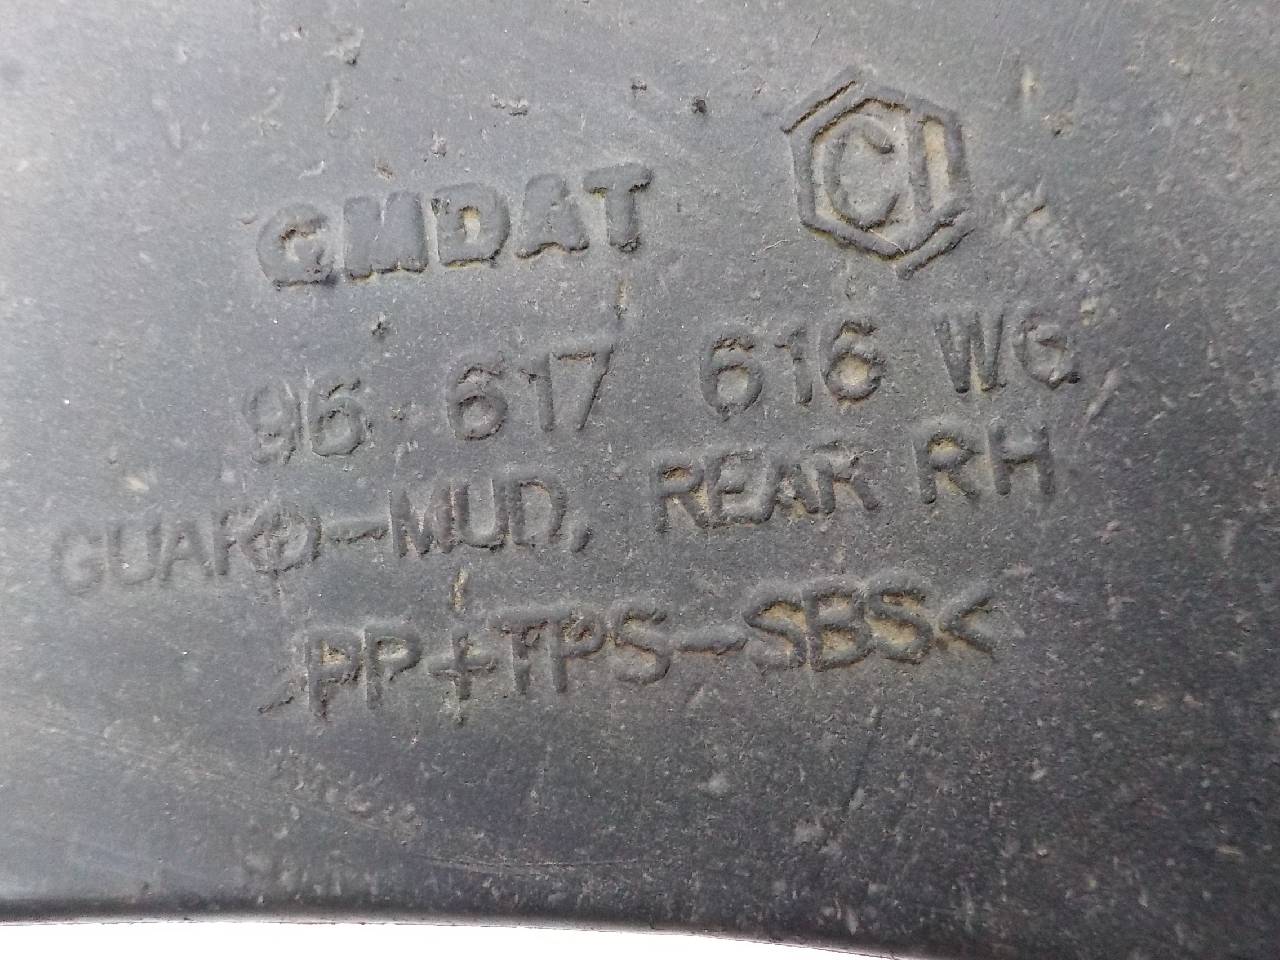 GMDAT CI
96 617 616 WG
GUARD-MUD, REAR RH
>PP+TPS-SBS<